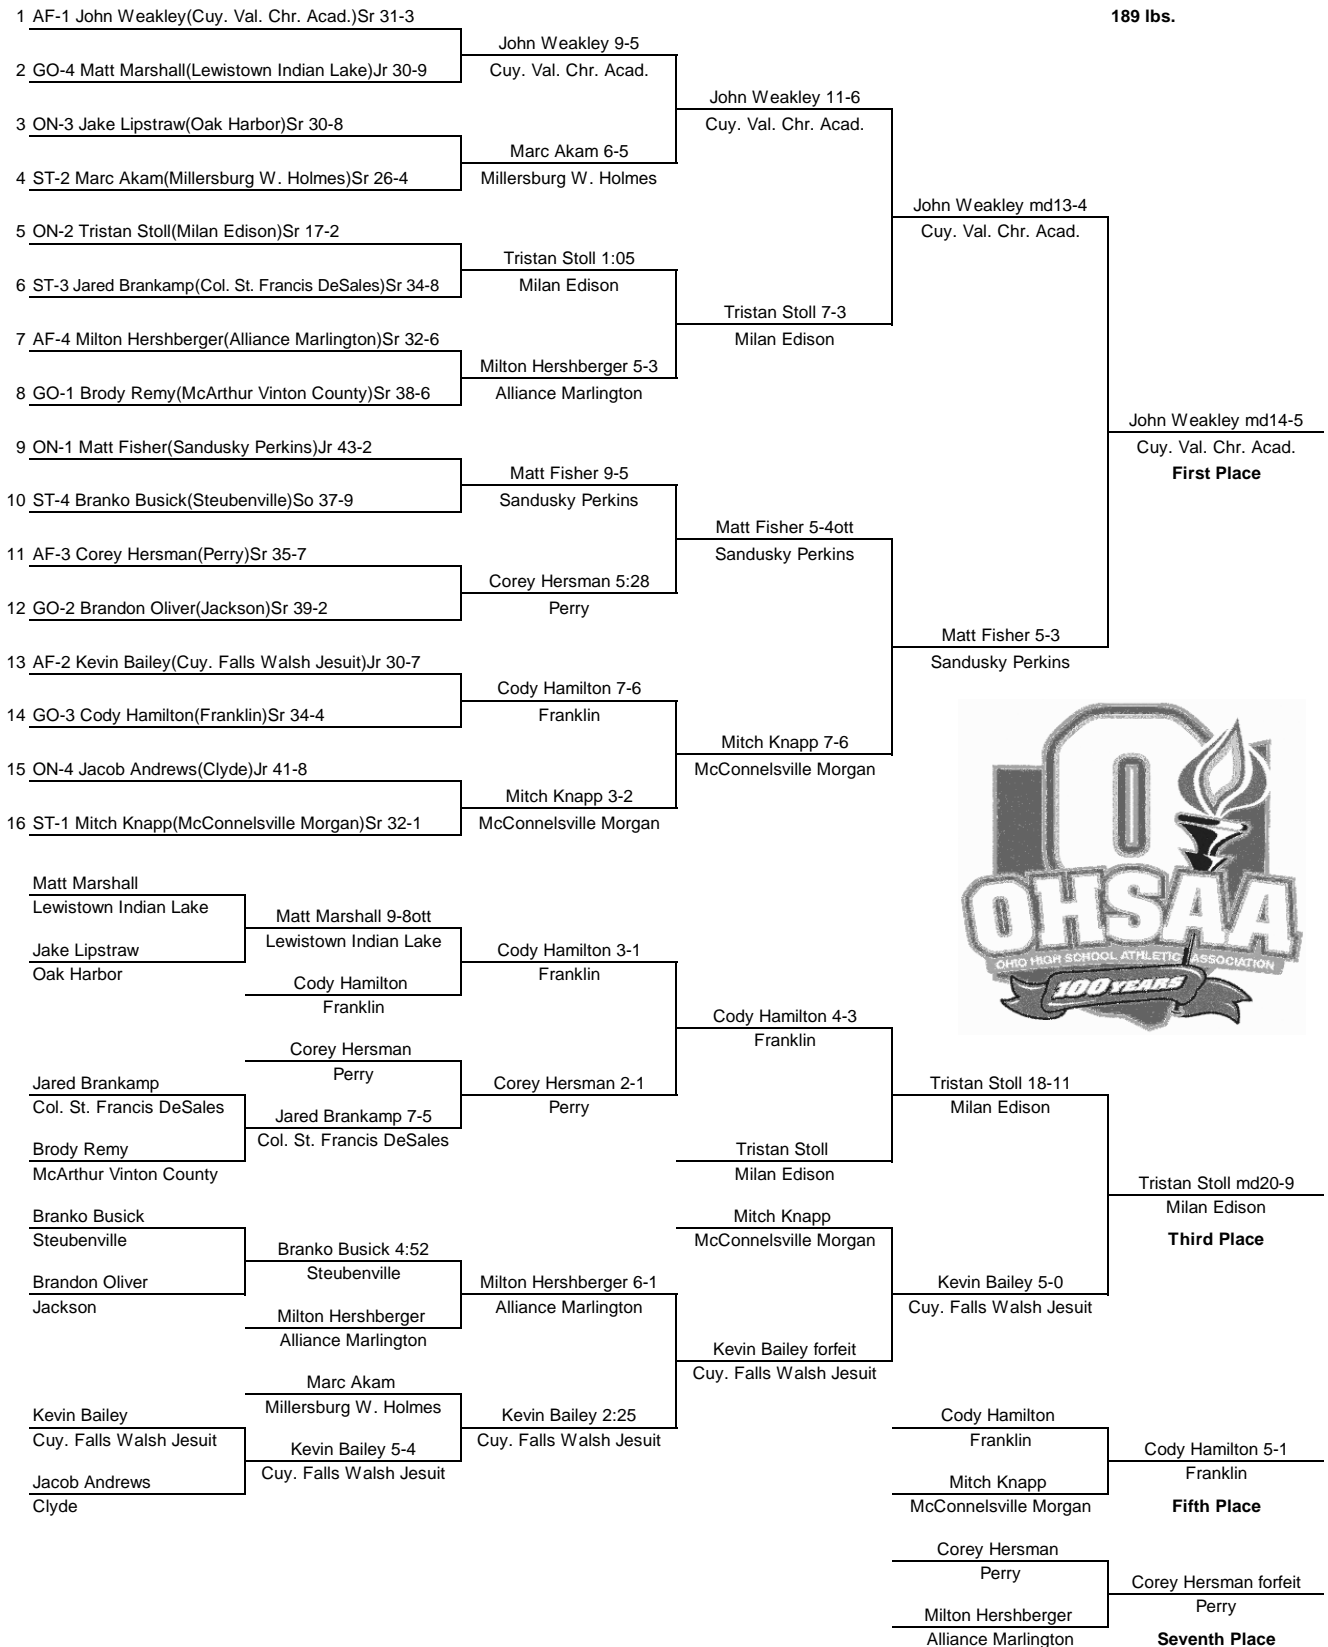 189 lbs.
1 AF-1 John Weakley(Cuy. Val. Chr. Acad.)Sr 31-3
John Weakley 9-5
2 GO-4 Matt Marshall(Lewistown Indian Lake)Jr 30-9
Cuy. Val. Chr. Acad.
John Weakley 11-6
3 ON-3 Jake Lipstraw(Oak Harbor)Sr 30-8
Cuy. Val. Chr. Acad.
Marc Akam 6-5
4 ST-2 Marc Akam(Millersburg W. Holmes)Sr 26-4
Millersburg W. Holmes
John Weakley md13-4
5 ON-2 Tristan Stoll(Milan Edison)Sr 17-2
Cuy. Val. Chr. Acad.
Tristan Stoll 1:05
6 ST-3 Jared Brankamp(Col. St. Francis DeSales)Sr 34-8
Milan Edison
Tristan Stoll 7-3
7 AF-4 Milton Hershberger(Alliance Marlington)Sr 32-6
Milan Edison
Milton Hershberger 5-3
8 GO-1 Brody Remy(McArthur Vinton County)Sr 38-6
Alliance Marlington
John Weakley md14-5
9 ON-1 Matt Fisher(Sandusky Perkins)Jr 43-2
Cuy. Val. Chr. Acad.
Matt Fisher 9-5
First Place
10 ST-4 Branko Busick(Steubenville)So 37-9
Sandusky Perkins
Matt Fisher 5-4ott
11 AF-3 Corey Hersman(Perry)Sr 35-7
Sandusky Perkins
Corey Hersman 5:28
12 GO-2 Brandon Oliver(Jackson)Sr 39-2
Perry
Matt Fisher 5-3
13 AF-2 Kevin Bailey(Cuy. Falls Walsh Jesuit)Jr 30-7
Sandusky Perkins
Cody Hamilton 7-6
14 GO-3 Cody Hamilton(Franklin)Sr 34-4
Franklin
Mitch Knapp 7-6
15 ON-4 Jacob Andrews(Clyde)Jr 41-8
McConnelsville Morgan
Mitch Knapp 3-2
16 ST-1 Mitch Knapp(McConnelsville Morgan)Sr 32-1
McConnelsville Morgan
OHSAA
OHIO HIGH SCHOOL ATHLETIC ASSOCIATION
100 YEARS
Matt Marshall
Lewistown Indian Lake
Matt Marshall 9-8ott
Lewistown Indian Lake
Jake Lipstraw
Oak Harbor
Cody Hamilton 3-1
Franklin
Cody Hamilton
Franklin
Cody Hamilton 4-3
Franklin
Corey Hersman
Perry
Jared Brankamp
Col. St. Francis DeSales
Corey Hersman 2-1
Perry
Tristan Stoll 18-11
Milan Edison
Jared Brankamp 7-5
Col. St. Francis DeSales
Brody Remy
McArthur Vinton County
Tristan Stoll
Milan Edison
Tristan Stoll md20-9
Milan Edison
Third Place
Branko Busick
Steubenville
Mitch Knapp
McConnelsville Morgan
Branko Busick 4:52
Steubenville
Brandon Oliver
Jackson
Milton Hershberger 6-1
Alliance Marlington
Kevin Bailey 5-0
Cuy. Falls Walsh Jesuit
Milton Hershberger
Alliance Marlington
Kevin Bailey forfeit
Cuy. Falls Walsh Jesuit
Marc Akam
Millersburg W. Holmes
Kevin Bailey
Cuy. Falls Walsh Jesuit
Kevin Bailey 2:25
Cuy. Falls Walsh Jesuit
Cody Hamilton
Franklin
Kevin Bailey 5-4
Cuy. Falls Walsh Jesuit
Cody Hamilton 5-1
Franklin
Jacob Andrews
Clyde
Mitch Knapp
McConnelsville Morgan
Fifth Place
Corey Hersman
Perry
Corey Hersman forfeit
Perry
Milton Hershberger
Alliance Marlington
Seventh Place